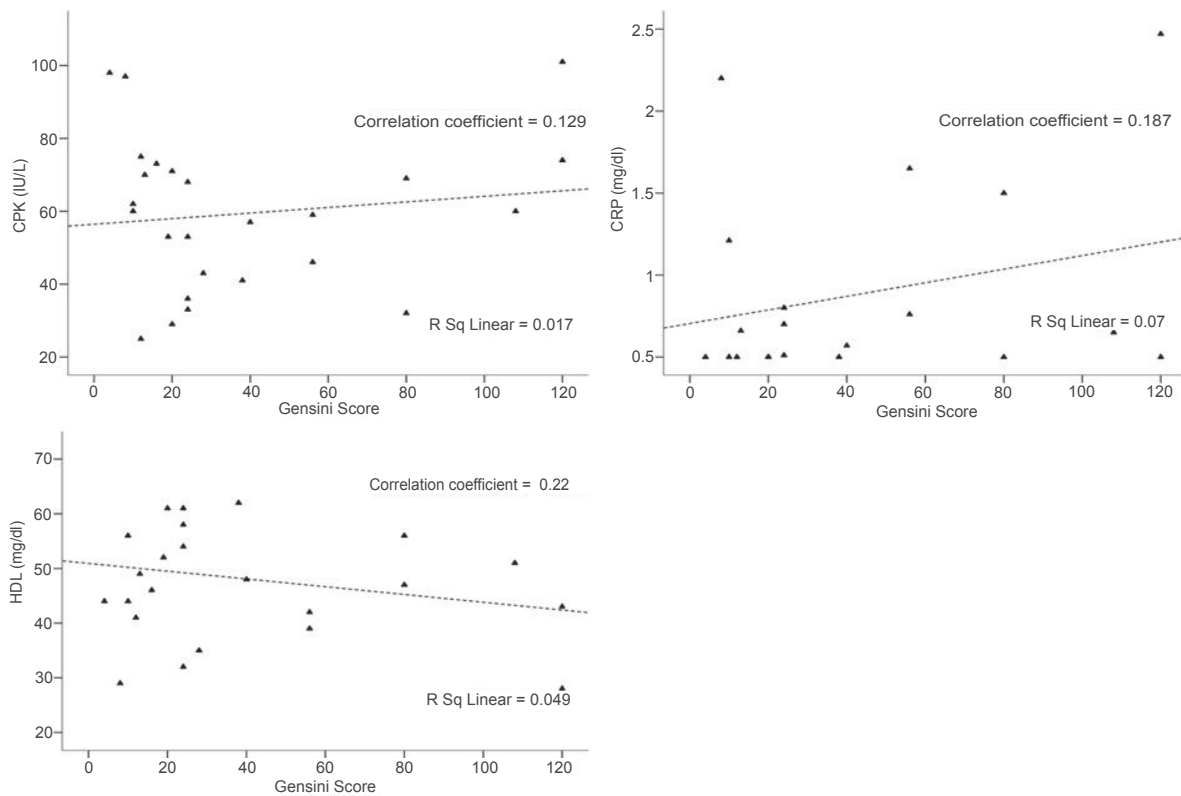 CPK (IU/L)
100
80
60
40
20
Correlation coefficient = 0.129
R Sq Linear = 0.017
0 20 40 60 80 100 120
Gensini Score
CRP (mg/dl)
2.5
2
1.5
1
0.5
Correlation coefficient = 0.187
R Sq Linear = 0.07
0 20 40 60 80 100 120
Gensini Score
HDL (mg/dl)
70
60
50
40
30
20
Correlation coefficient = 0.22
R Sq Linear = 0.049
0 20 40 60 80 100 120
Gensini Score